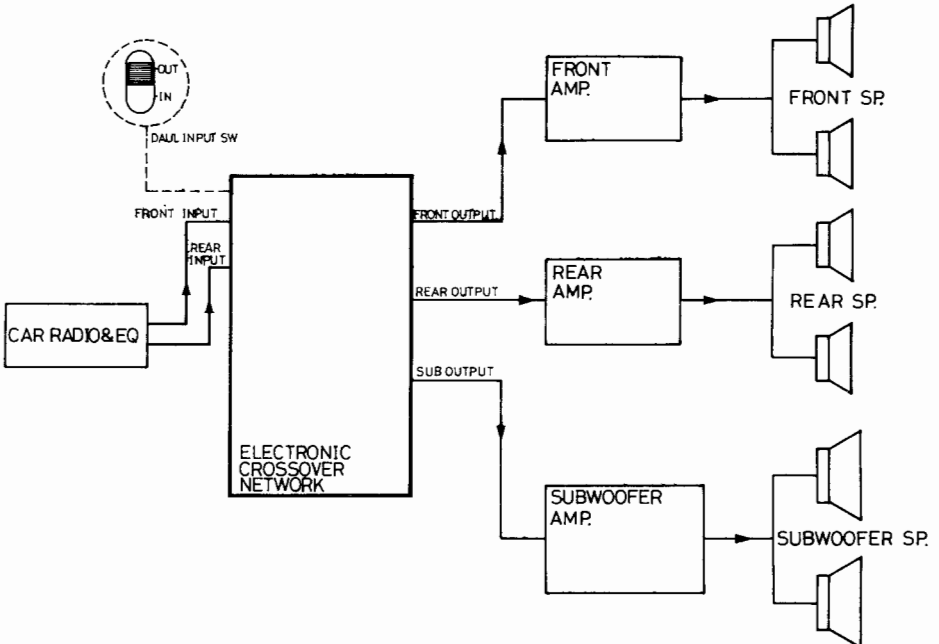 OUT
IN
DAUL INPUT SW
FRONT INPUT
REAR
INPUT
CAR RADIO&EQ
ELECTRONIC
CROSSOVER
NETWORK
FRONT OUTPUT
REAR OUTPUT
SUB OUTPUT
FRONT
AMP.
FRONT SP.
REAR
AMP.
REAR SP.
SUBWOOFER
AMP.
SUBWOOFER SP.